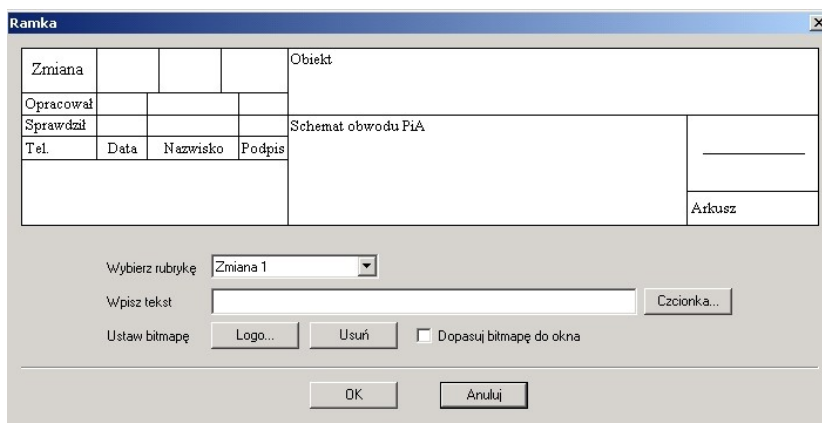 Ramka
Zmiana
Obiekt
Opracował
Sprawdził
Schemat obwodu PiA
Tel. Data Nazwisko Podpis
Arkusz
Wybierz rubrykę Zmiana 1
Wpisz tekst Czcionka...
Ustaw bitmapę Logo... Usuń Dopasuj bitmapę do okna
OK Anuluj